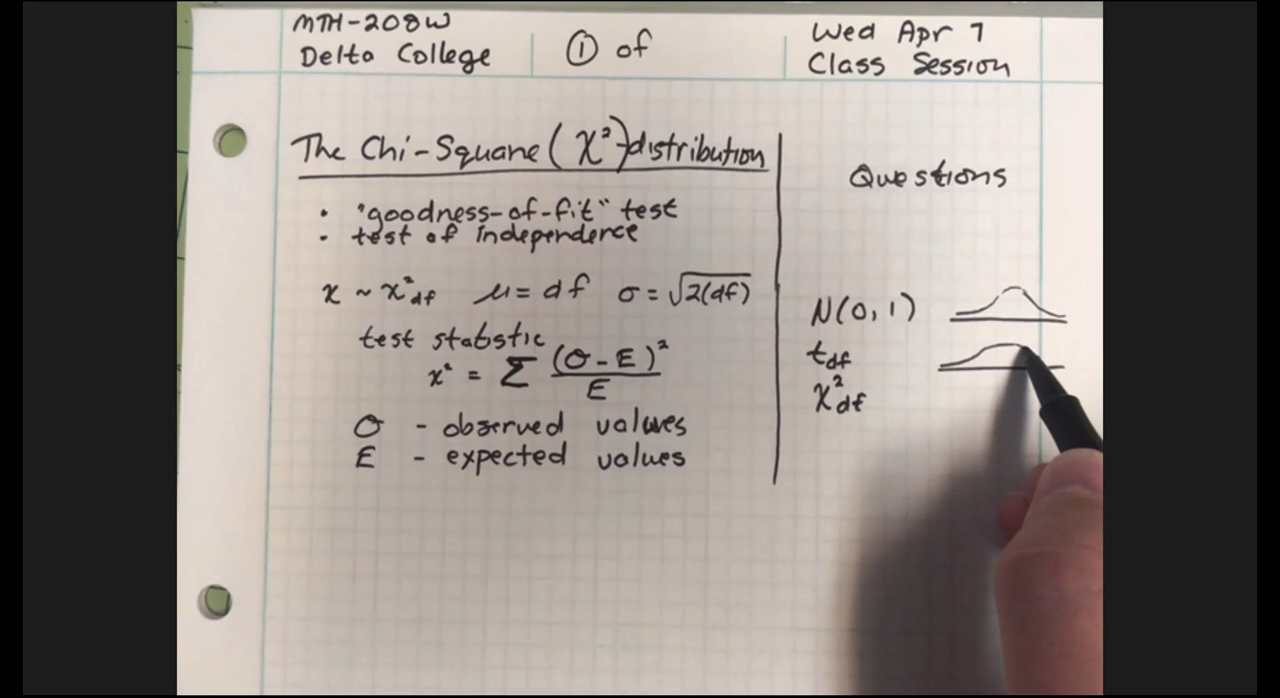 MTH-208W
Delta College
① of
Wed Apr 7
Class Session
The Chi-Square (χ²) distribution
• "goodness-of-fit" test
• test of independence
x ~ χ²df μ = df σ = √2(df)
test statistic
x² = Σ (O - E)² / E
O - observed values
E - expected values
Questions
N(0,1)
tdf
χ²df